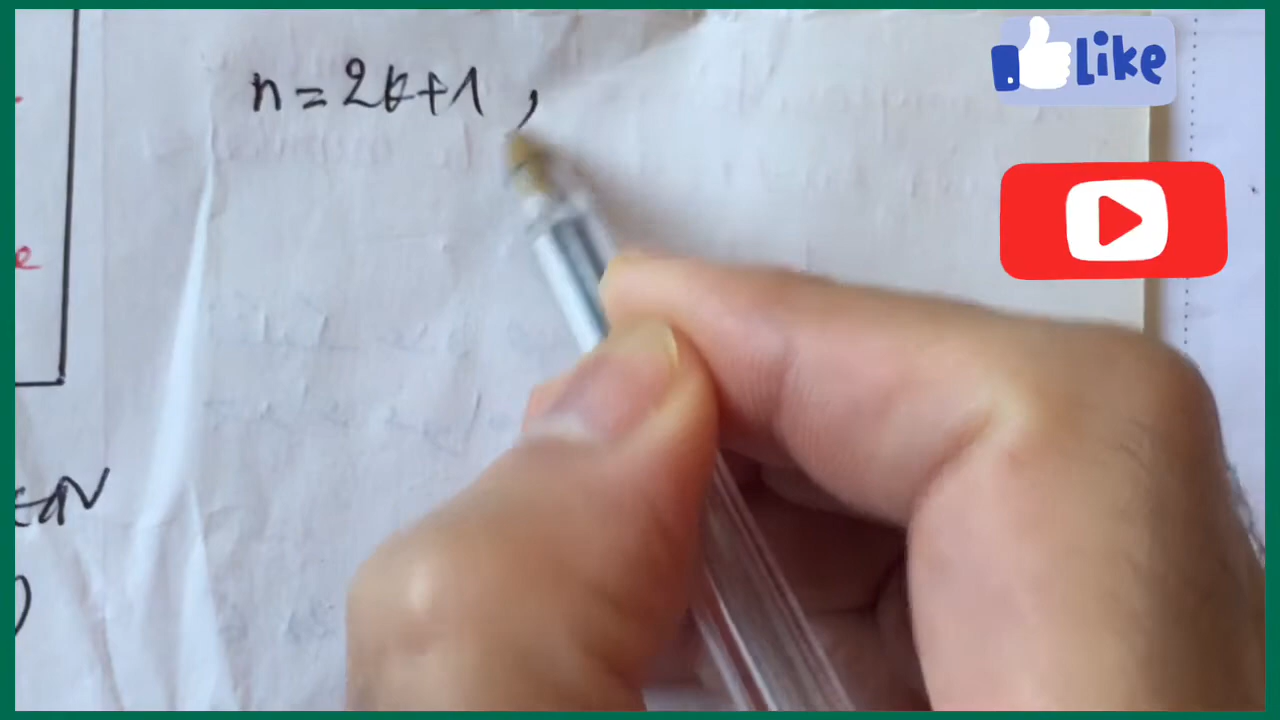 n = 2k+1 ,
Like
e
k∈ℕ
)